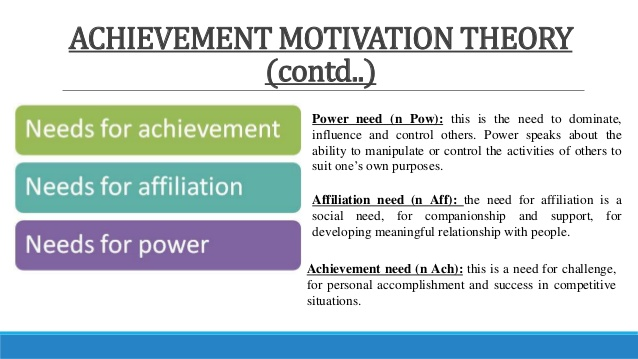 ACHIEVEMENT MOTIVATION THEORY
(contd..)
Needs for achievement
Needs for affiliation
Needs for power
Power need (n Pow): this is the need to dominate,
influence and control others. Power speaks about the
ability to manipulate or control the activities of others to
suit one’s own purposes.
Affiliation need (n Aff): the need for affiliation is a
social need, for companionship and support, for
developing meaningful relationship with people.
Achievement need (n Ach): this is a need for challenge,
for personal accomplishment and success in competitive
situations.